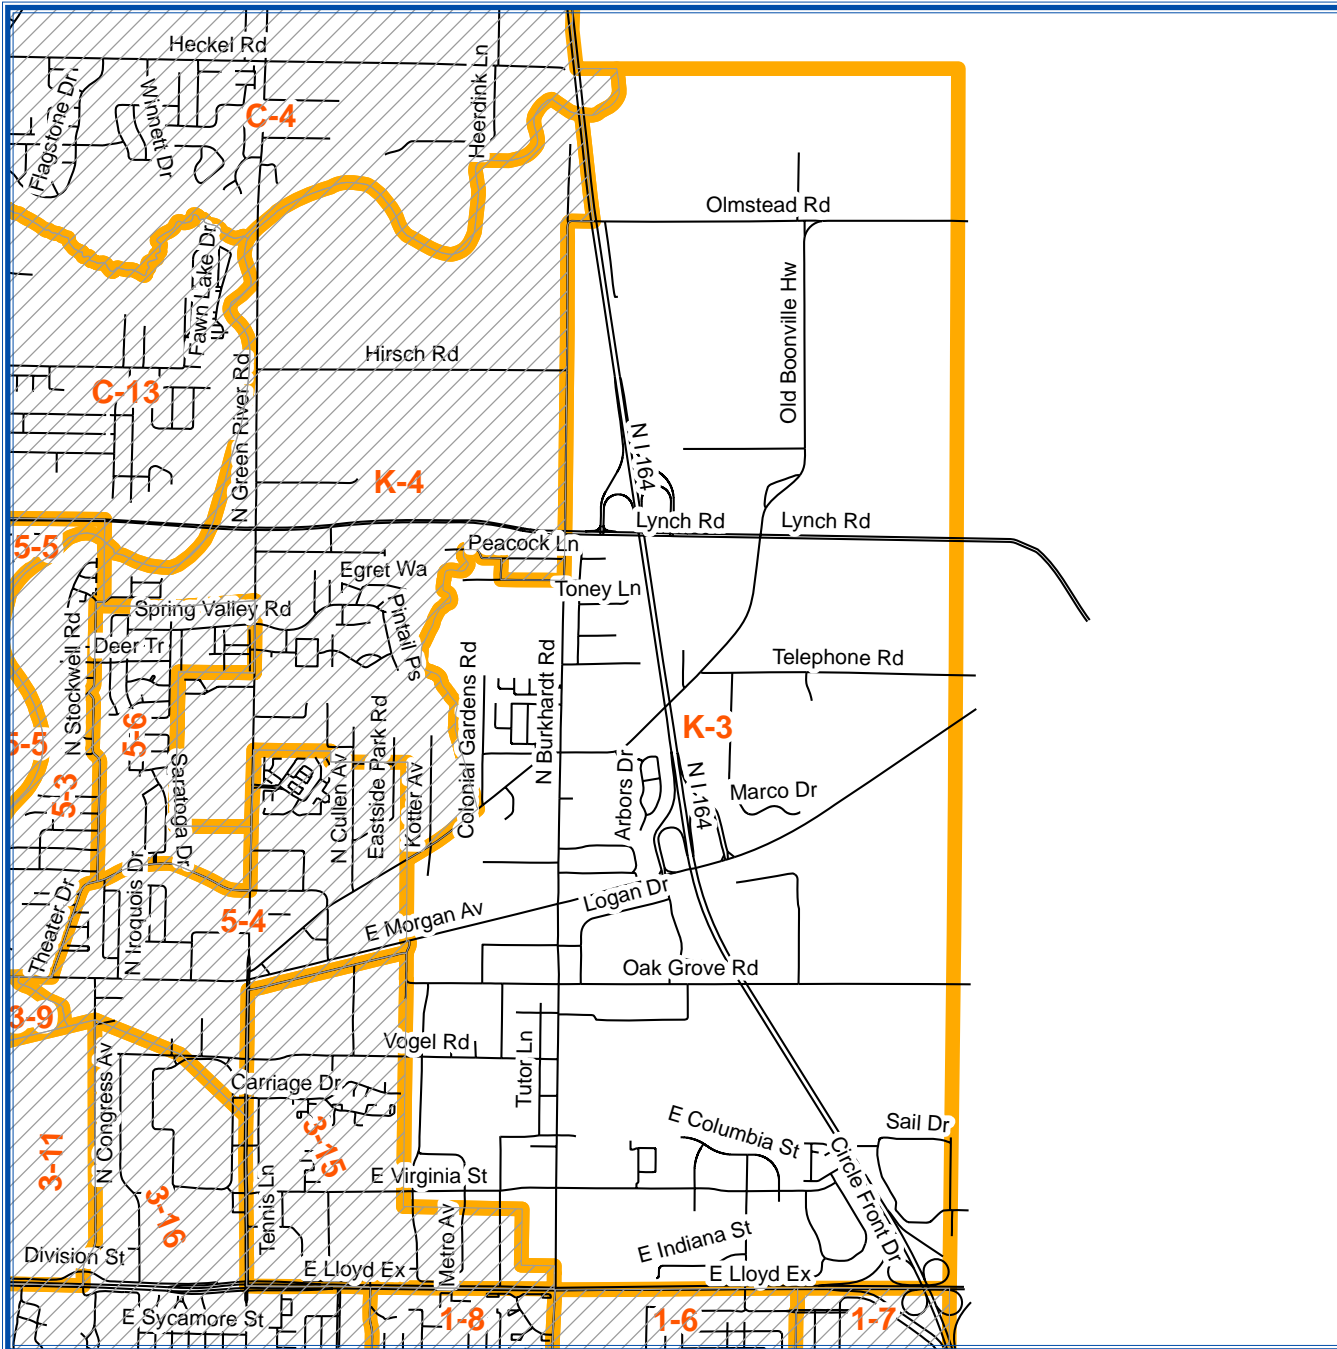 Heckel Rd
Flagstone Dr
Winnett Dr
C-4
Heerdink Ln
Olmstead Rd
Fawn Lake Dr
Old Boonville Hw
Hirsch Rd
C-13
N Green River Rd
K-4
N I 164
Lynch Rd
Lynch Rd
5-5
Peacock Ln
Egret Wa
Toney Ln
Spring Valley Rd
Pintail Ps
Deer Tr
N Stockwell Rd
Telephone Rd
5-5
5-6
Colonial Gardens Rd
N Burkhardt Rd
K-3
Saratoga Dr
Eastside Park Rd
N Cullen Av
Kotter Av
Arbors Dr
N I 164
Marco Dr
5-3
Theater Dr
N Iroquois Dr
5-4
E Morgan Av
Logan Dr
Oak Grove Rd
3-9
Vogel Rd
Tutor Ln
N Congress Av
Carriage Dr
3-11
3-15
E Columbia St
Sail Dr
E Virginia St
Circle Front Dr
3-16
Tennis Ln
Metro Av
E Indiana St
Division St
E Lloyd Ex
E Lloyd Ex
E Sycamore St
1-8
1-6
1-7